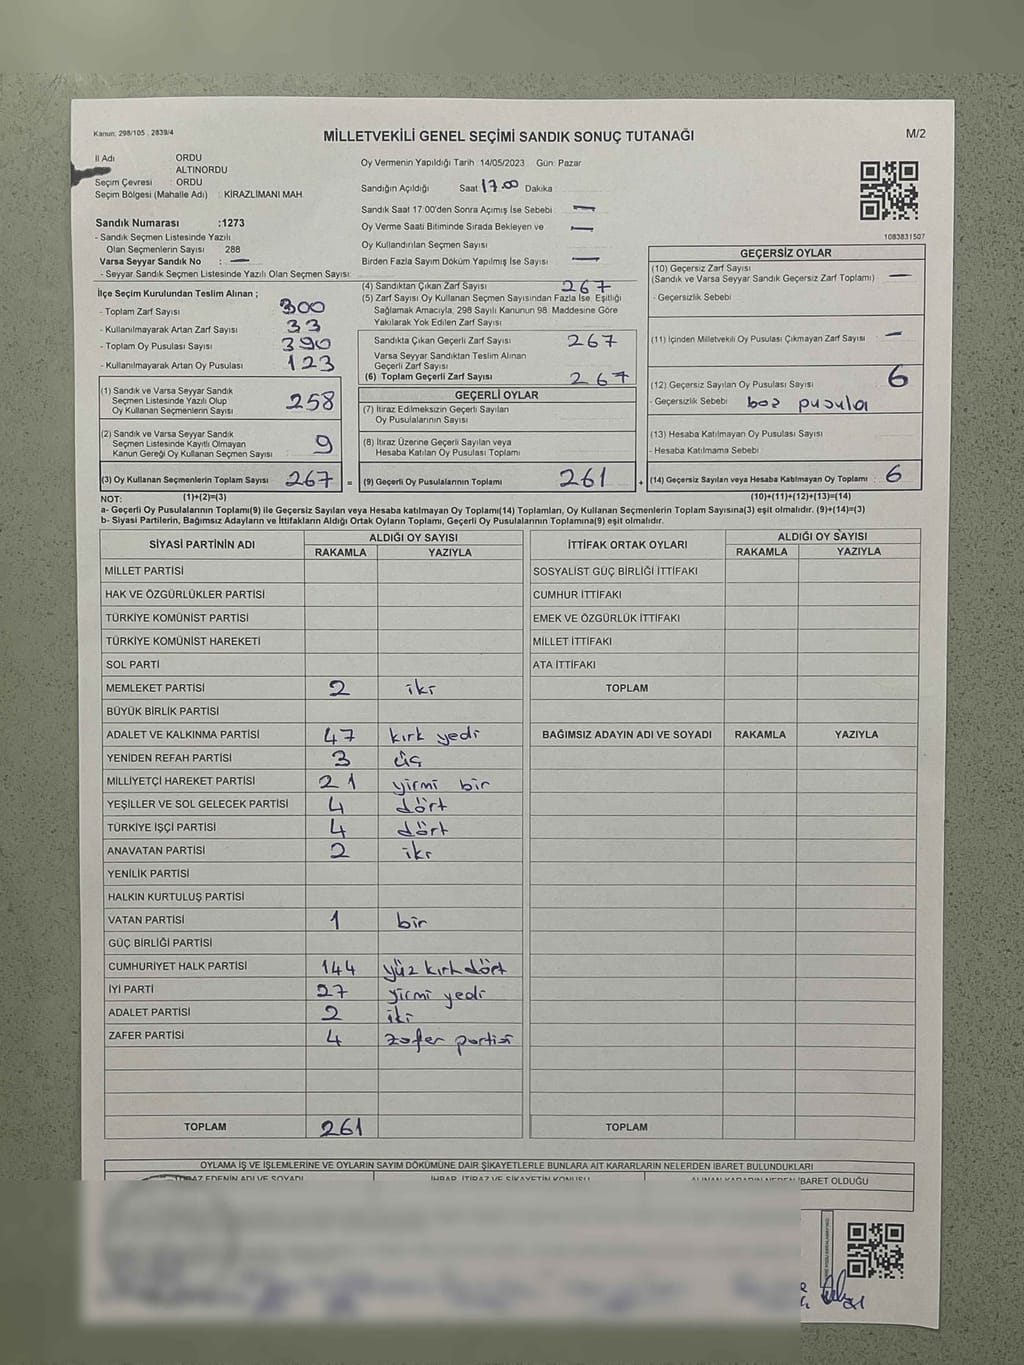 Kanun: 298/105 , 2839/4
MİLLETVEKİLİ GENEL SEÇİMİ SANDIK SONUÇ TUTANAĞI
M/2
İl Adı ORDU
ALTINORDU
Seçim Çevresi : ORDU
Seçim Bölgesi (Mahalle Adı) : KİRAZLIMANI MAH.
Oy Vermenin Yapıldığı Tarih :14/05/2023 Gün: Pazar
Sandığın Açıldığı Saat 17.00 Dakika
Sandık Saat 17:00'den Sonra Açımış İse Sebebi : —
Oy Verme Saati Bitiminde Sırada Bekleyen ve —
Oy Kullandırılan Seçmen Sayısı
Birden Fazla Sayım Döküm Yapılmış İse Sayısı —
1083831507
Sandık Numarası :1273
- Sandık Seçmen Listesinde Yazılı
Olan Seçmenlerin Sayısı 288
Varsa Seyyar Sandık No : —
- Seyyar Sandık Seçmen Listesinde Yazılı Olan Seçmen Sayısı:
İlçe Seçim Kurulundan Teslim Alınan ;
- Toplam Zarf Sayısı 300
- Kullanılmayarak Artan Zarf Sayısı 33
- Toplam Oy Pusulası Sayısı 390
- Kullanılmayarak Artan Oy Pusulası 123
(1) Sandık ve Varsa Seyyar Sandık
Seçmen Listesinde Yazılı Olup
Oy Kullanan Seçmenlerin Sayısı 258
(2) Sandık ve Varsa Seyyar Sandık
Seçmen Listesinde Kayıtlı Olmayan
Kanun Gereği Oy Kullanan Seçmen Sayısı : 9
(3) Oy Kullanan Seçmenlerin Toplam Sayısı 267 =
(4) Sandıktan Çıkan Zarf Sayısı 267
(5) Zarf Sayısı Oy Kullanan Seçmen Sayısından Fazla İse, Eşitliği
Sağlamak Amacıyla, 298 Sayılı Kanunun 98. Maddesine Göre
Yakılarak Yok Edilen Zarf Sayısı
Sandıkta Çıkan Geçerli Zarf Sayısı 267
Varsa Seyyar Sandıktan Teslim Alınan
Geçerli Zarf Sayısı
(6) Toplam Geçerli Zarf Sayısı 267
GEÇERLİ OYLAR
(7) İtiraz Edilmeksizin Geçerli Sayılan
Oy Pusulalarının Sayısı
(8) İtiraz Üzerine Geçerli Sayılan veya
Hesaba Katılan Oy Pusulası Toplamı
(9) Geçerli Oy Pusulalarının Toplamı 261 +
GEÇERSİZ OYLAR
(10) Geçersiz Zarf Sayısı
(Sandık ve Varsa Seyyar Sandık Geçersiz Zarf Toplamı) —
- Geçersizlik Sebebi
(11) İçinden Milletvekili Oy Pusulası Çıkmayan Zarf Sayısı —
(12) Geçersiz Sayılan Oy Pusulası Sayısı 6
- Geçersizlik Sebebi boş pusula
(13) Hesaba Katılmayan Oy Pusulası Sayısı
- Hesaba Katılmama Sebebi
(14) Geçersiz Sayılan veya Hesaba Katılmayan Oy Toplamı : 6
NOT: (1)+(2)=(3) (10)+(11)+(12)+(13)=(14)
a- Geçerli Oy Pusulalarının Toplamı(9) ile Geçersiz Sayılan veya Hesaba Katılmayan Oy Toplamı(14) Toplamları, Oy Kullanan Seçmenlerin Toplam Sayısına(3) eşit olmalıdır. (9)+(14)=(3)
b- Siyasi Partilerin, Bağımsız Adayların ve İttifakların Aldığı Ortak Oyların Toplamı, Geçerli Oy Pusulalarının Toplamına(9) eşit olmalıdır.
SİYASİ PARTİNİN ADI ALDIĞI OY SAYISI
RAKAMLA YAZIYLA
MİLLET PARTİSİ
HAK VE ÖZGÜRLÜKLER PARTİSİ
TÜRKİYE KOMÜNİST PARTİSİ
TÜRKİYE KOMÜNİST HAREKETİ
SOL PARTİ
MEMLEKET PARTİSİ 2 iki
BÜYÜK BİRLİK PARTİSİ
ADALET VE KALKINMA PARTİSİ 47 kırk yedi
YENİDEN REFAH PARTİSİ 3 üç
MİLLİYETÇİ HAREKET PARTİSİ 21 yirmi bir
YEŞİLLER VE SOL GELECEK PARTİSİ 4 dört
TÜRKİYE İŞÇİ PARTİSİ 4 dört
ANAVATAN PARTİSİ 2 iki
YENİLİK PARTİSİ
HALKIN KURTULUŞ PARTİSİ
VATAN PARTİSİ 1 bir
GÜÇ BİRLİĞİ PARTİSİ
CUMHURİYET HALK PARTİSİ 144 yüz kırk dört
İYİ PARTİ 27 yirmi yedi
ADALET PARTİSİ 2 iki
ZAFER PARTİSİ 4 zafer partisi
TOPLAM 261
İTTİFAK ORTAK OYLARI ALDIĞI OY SAYISI
RAKAMLA YAZIYLA
SOSYALİST GÜÇ BİRLİĞİ İTTİFAKI
CUMHUR İTTİFAKI
EMEK VE ÖZGÜRLÜK İTTİFAKI
MİLLET İTTİFAKI
ATA İTTİFAKI
TOPLAM
BAĞIMSIZ ADAYIN ADI VE SOYADI RAKAMLA YAZIYLA
TOPLAM
OYLAMA İŞ VE İŞLEMLERİNE VE OYLARIN SAYIM DÖKÜMÜNE DAİR ŞİKAYETLERLE BUNLARA AİT KARARLARIN NELERDEN İBARET BULUNDUKLARI
EDENİN ADI VE SOYADI İHBAR, İTİRAZ VE ŞİKAYETİN KONUSU ALINAN KARARIN NEDEN İBARET OLDUĞU